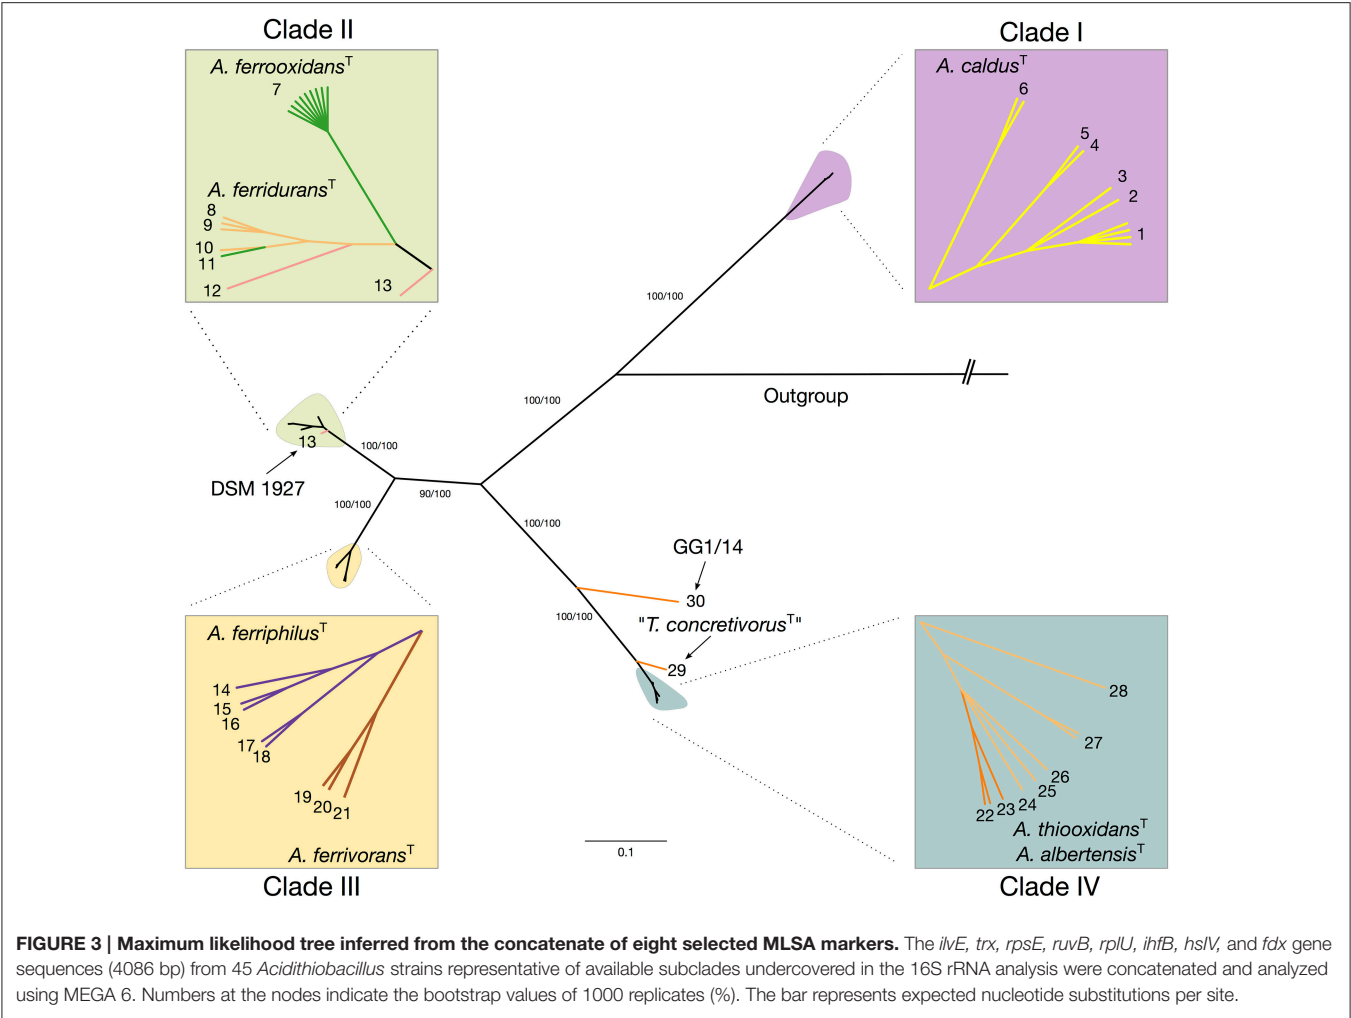 Clade II
A. ferrooxidansT
7
A. ferriduransT
8
9
10
11
12
13
Clade I
A. caldusT
6
5
4
3
2
1
100/100
100/100
Outgroup
13
100/100
DSM 1927
90/100
100/100
100/100
GG1/14
30
100/100
"T. concretivorusT"
29
A. ferriphilusT
14
15
16
17
18
19
20
21
A. ferrivoransT
Clade III
0.1
28
27
26
25
24
23
22
A. thiooxidansT
A. albertensisT
Clade IV
FIGURE 3 | Maximum likelihood tree inferred from the concatenate of eight selected MLSA markers. The ilvE, trx, rpsE, ruvB, rplU, ihfB, hslV, and fdx gene
sequences (4086 bp) from 45 Acidithiobacillus strains representative of available subclades undercovered in the 16S rRNA analysis were concatenated and analyzed
using MEGA 6. Numbers at the nodes indicate the bootstrap values of 1000 replicates (%). The bar represents expected nucleotide substitutions per site.